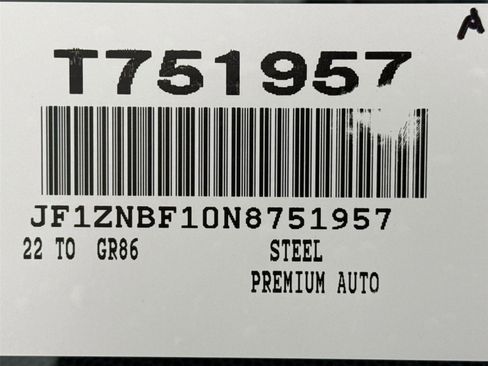 A
T751957
JF1ZNBF10N8751957
22 TO GR86 STEEL
PREMIUM AUTO